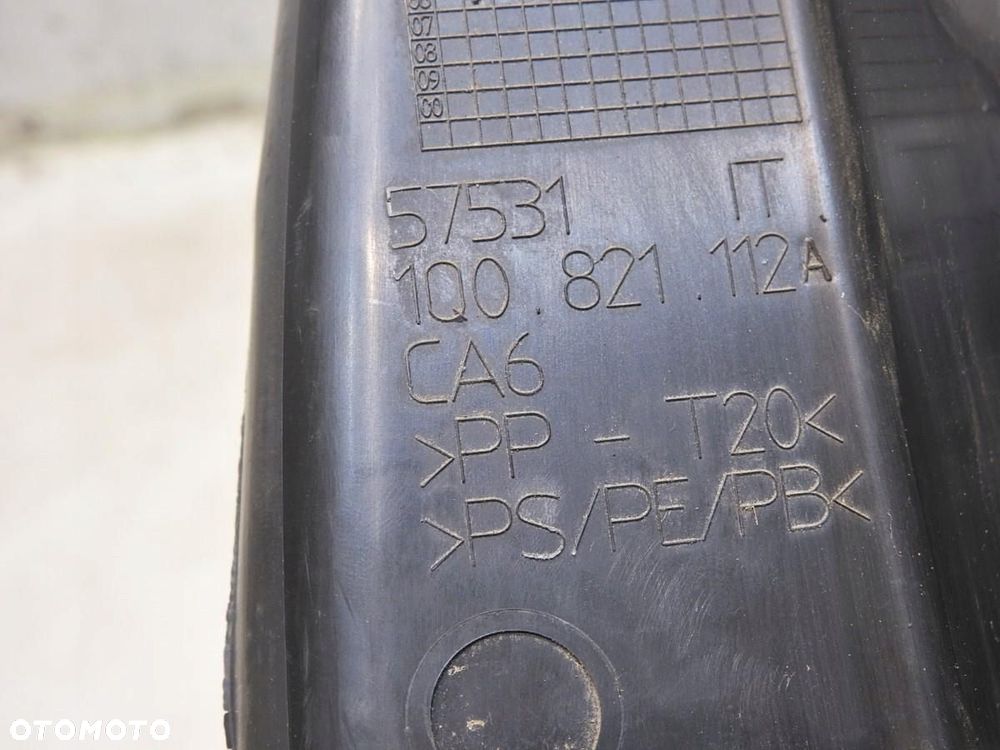 07
08
09
00
57531 IT
1Q0.821.112A
CA6
>PP - T20<
>PS/PE/PB<
OTOMOTO